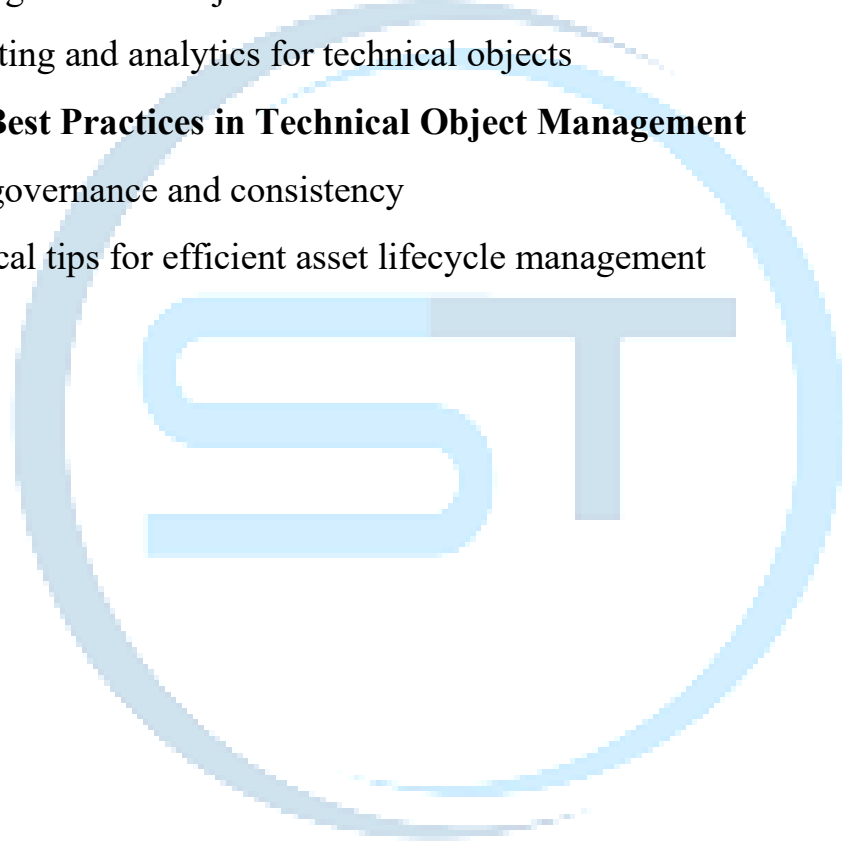 ting and analytics for technical objects
Best Practices in Technical Object Management
governance and consistency
cal tips for efficient asset lifecycle management
ST